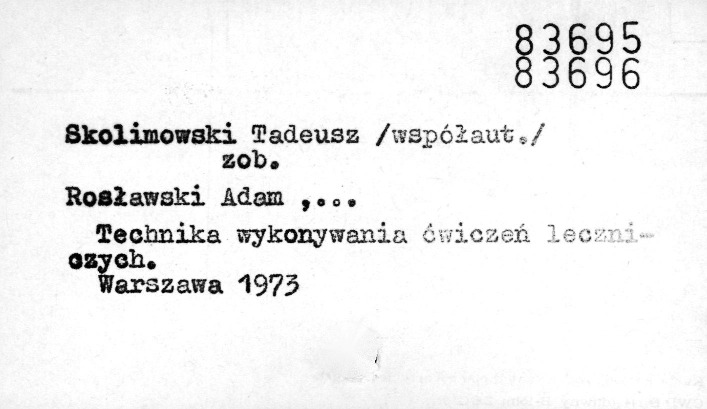 83695
83696
Skolimowski Tadeusz /współaut./
zob.
Rosławski Adam ,...
Technika wykonywania ćwiczeń leczni-
czych.
Warszawa 1973